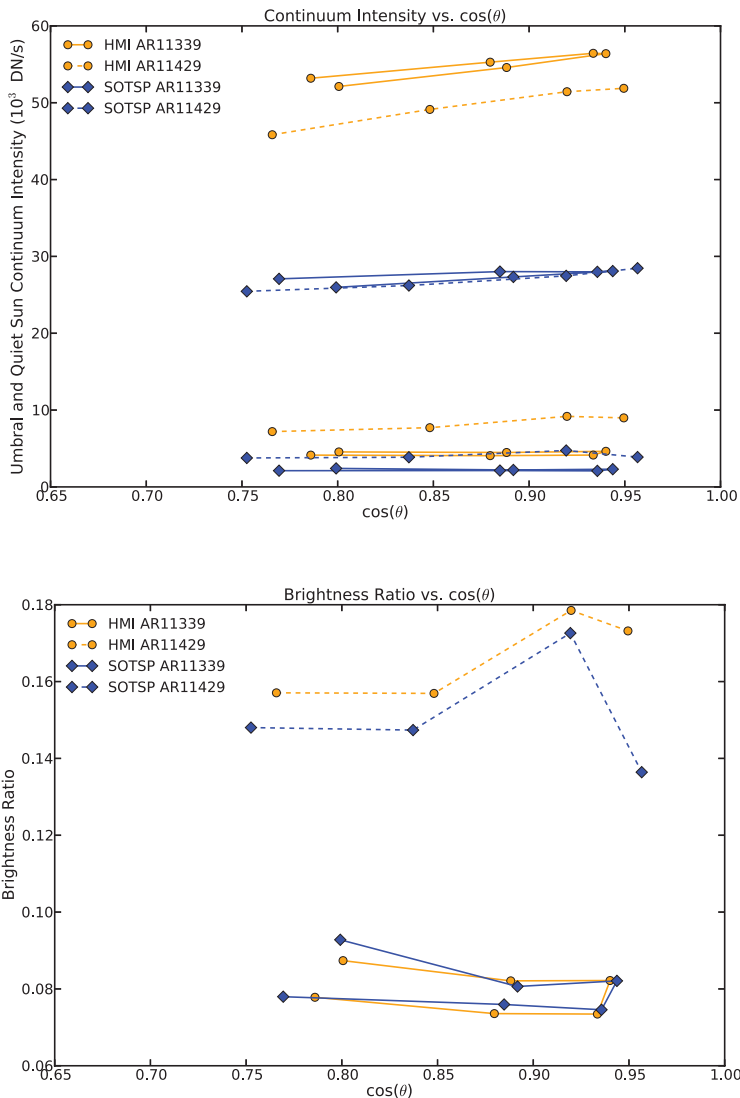 Continuum Intensity vs. cos(θ)
Umbral and Quiet Sun Continuum Intensity (10³ DN/s)
60
50
40
30
20
10
0
HMI AR11339
HMI AR11429
SOTSP AR11339
SOTSP AR11429
0.65 0.70 0.75 0.80 0.85 0.90 0.95 1.00
cos(θ)
Brightness Ratio vs. cos(θ)
Brightness Ratio
0.18
0.16
0.14
0.12
0.10
0.08
0.06
HMI AR11339
HMI AR11429
SOTSP AR11339
SOTSP AR11429
0.65 0.70 0.75 0.80 0.85 0.90 0.95 1.00
cos(θ)